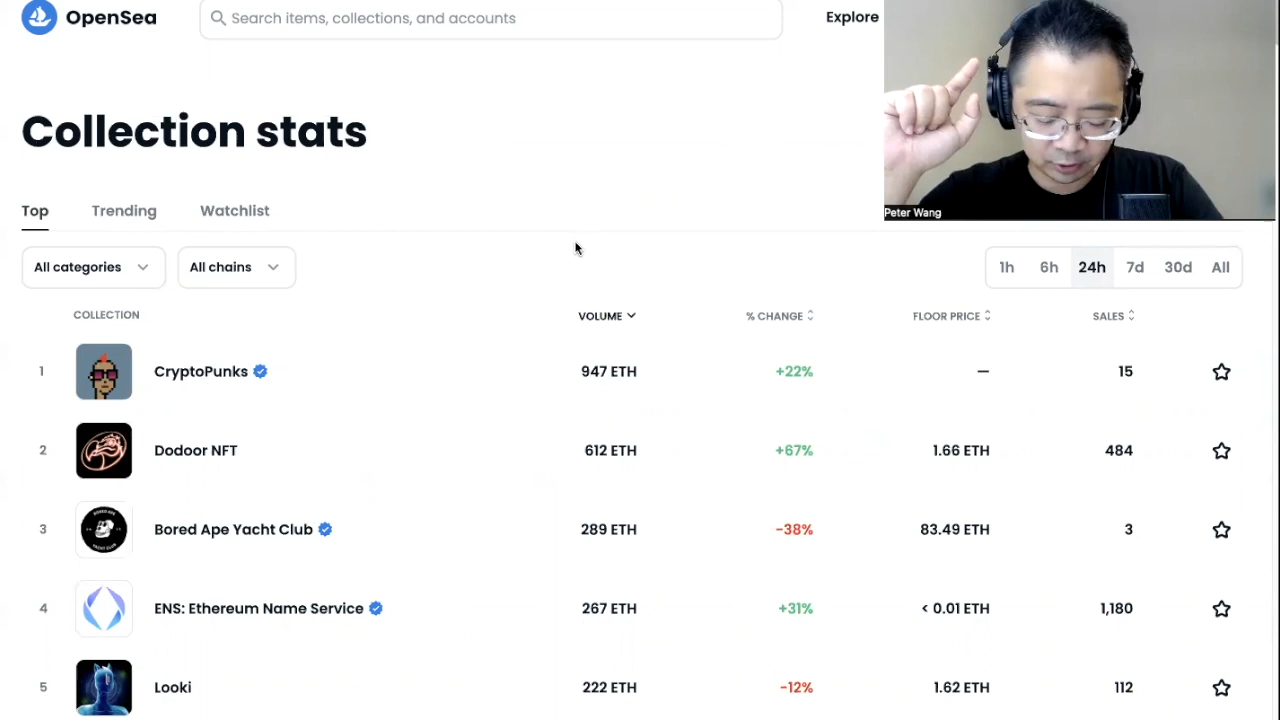 OpenSea
Search items, collections, and accounts
Explore
Collection stats
Peter Wang
Top Trending Watchlist
All categories All chains 1h 6h 24h 7d 30d All
COLLECTION VOLUME % CHANGE FLOOR PRICE SALES
1 CryptoPunks 947 ETH +22% — 15
2 Dodoor NFT 612 ETH +67% 1.66 ETH 484
3 Bored Ape Yacht Club 289 ETH -38% 83.49 ETH 3
4 ENS: Ethereum Name Service 267 ETH +31% < 0.01 ETH 1,180
5 Looki 222 ETH -12% 1.62 ETH 112